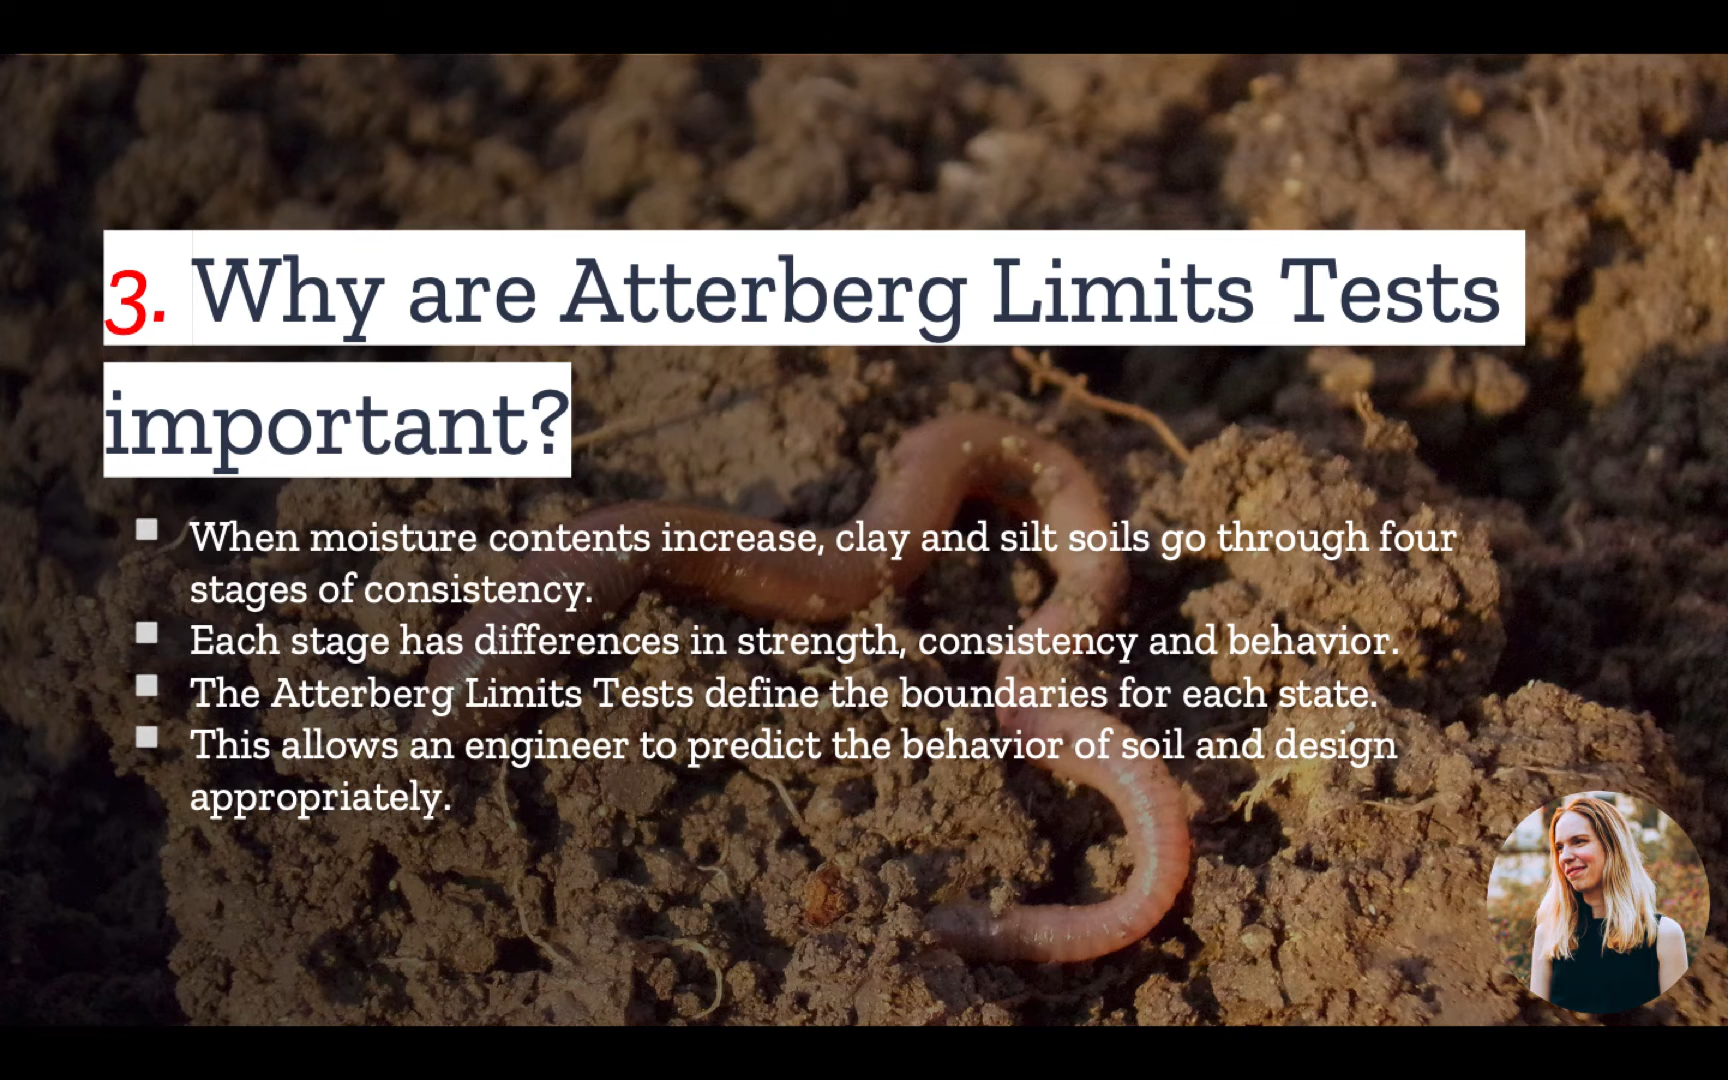 3. Why are Atterberg Limits Tests
important?
When moisture contents increase, clay and silt soils go through four
stages of consistency.
Each stage has differences in strength, consistency and behavior.
The Atterberg Limits Tests define the boundaries for each state.
This allows an engineer to predict the behavior of soil and design
appropriately.